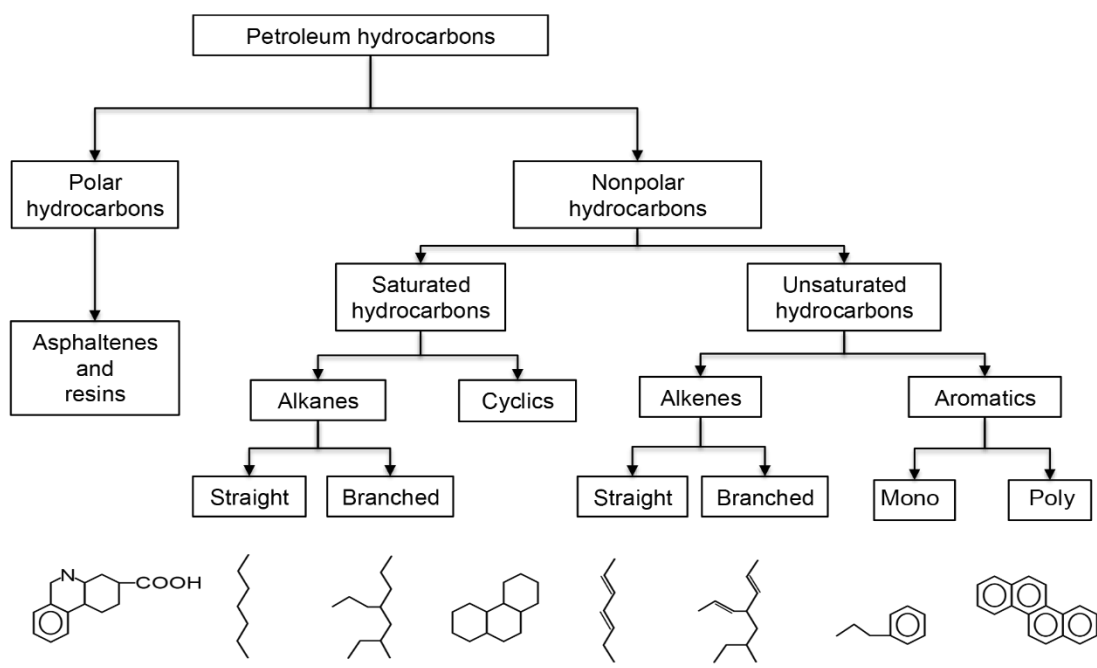 Petroleum hydrocarbons
Polar
hydrocarbons
Nonpolar
hydrocarbons
Saturated
hydrocarbons
Unsaturated
hydrocarbons
Asphaltenes
and
resins
Alkanes
Cyclics
Alkenes
Aromatics
Straight
Branched
Straight
Branched
Mono
Poly
N
COOH